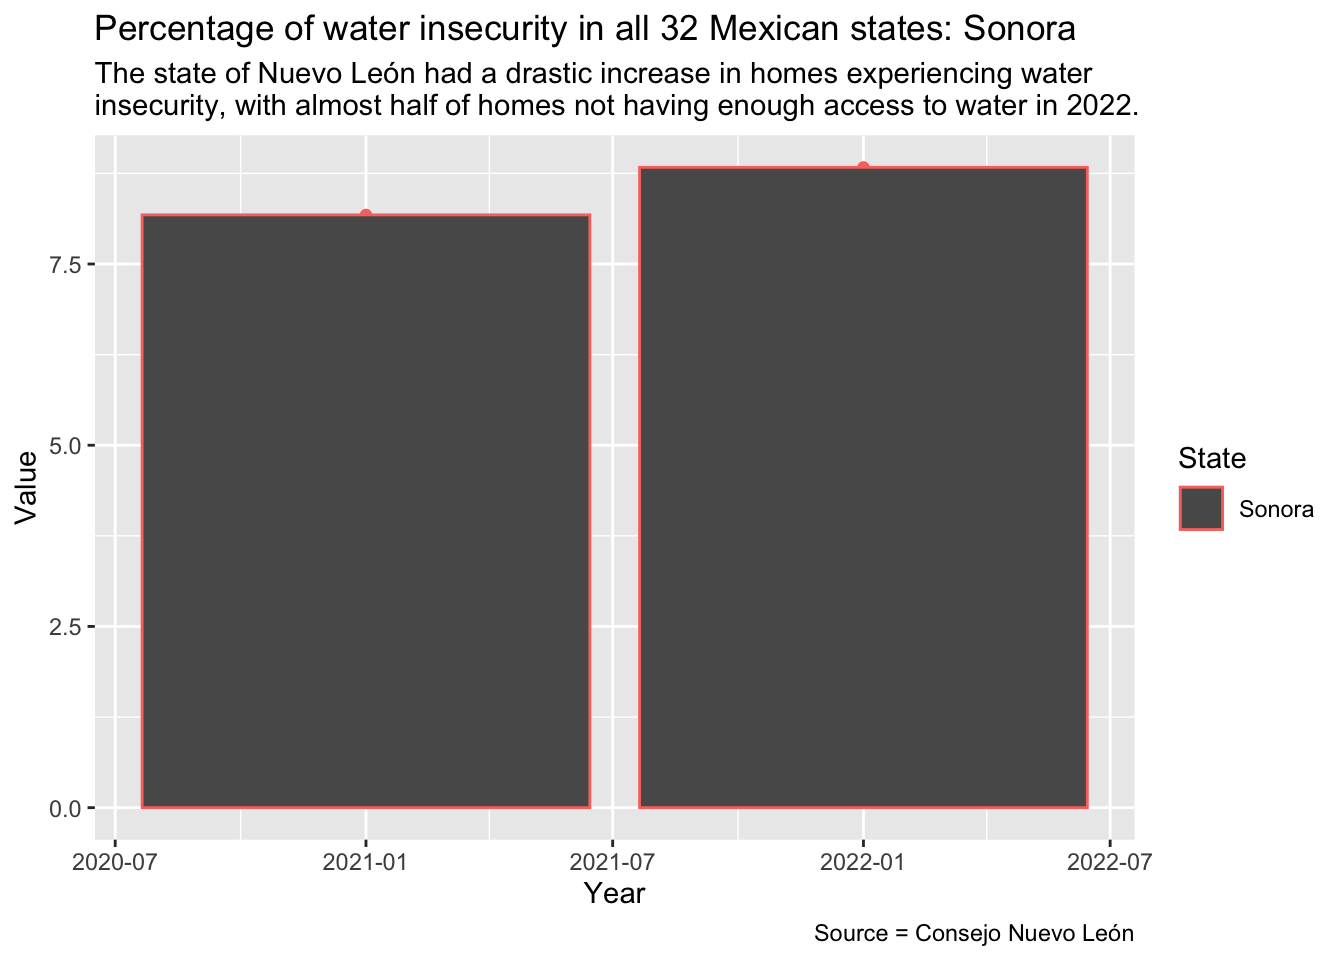 Percentage of water insecurity in all 32 Mexican states: Sonora
The state of Nuevo León had a drastic increase in homes experiencing water
insecurity, with almost half of homes not having enough access to water in 2022.
7.5
5.0
2.5
0.0
Value
2020-07
2021-01
2021-07
2022-01
2022-07
Year
State
Sonora
Source = Consejo Nuevo León